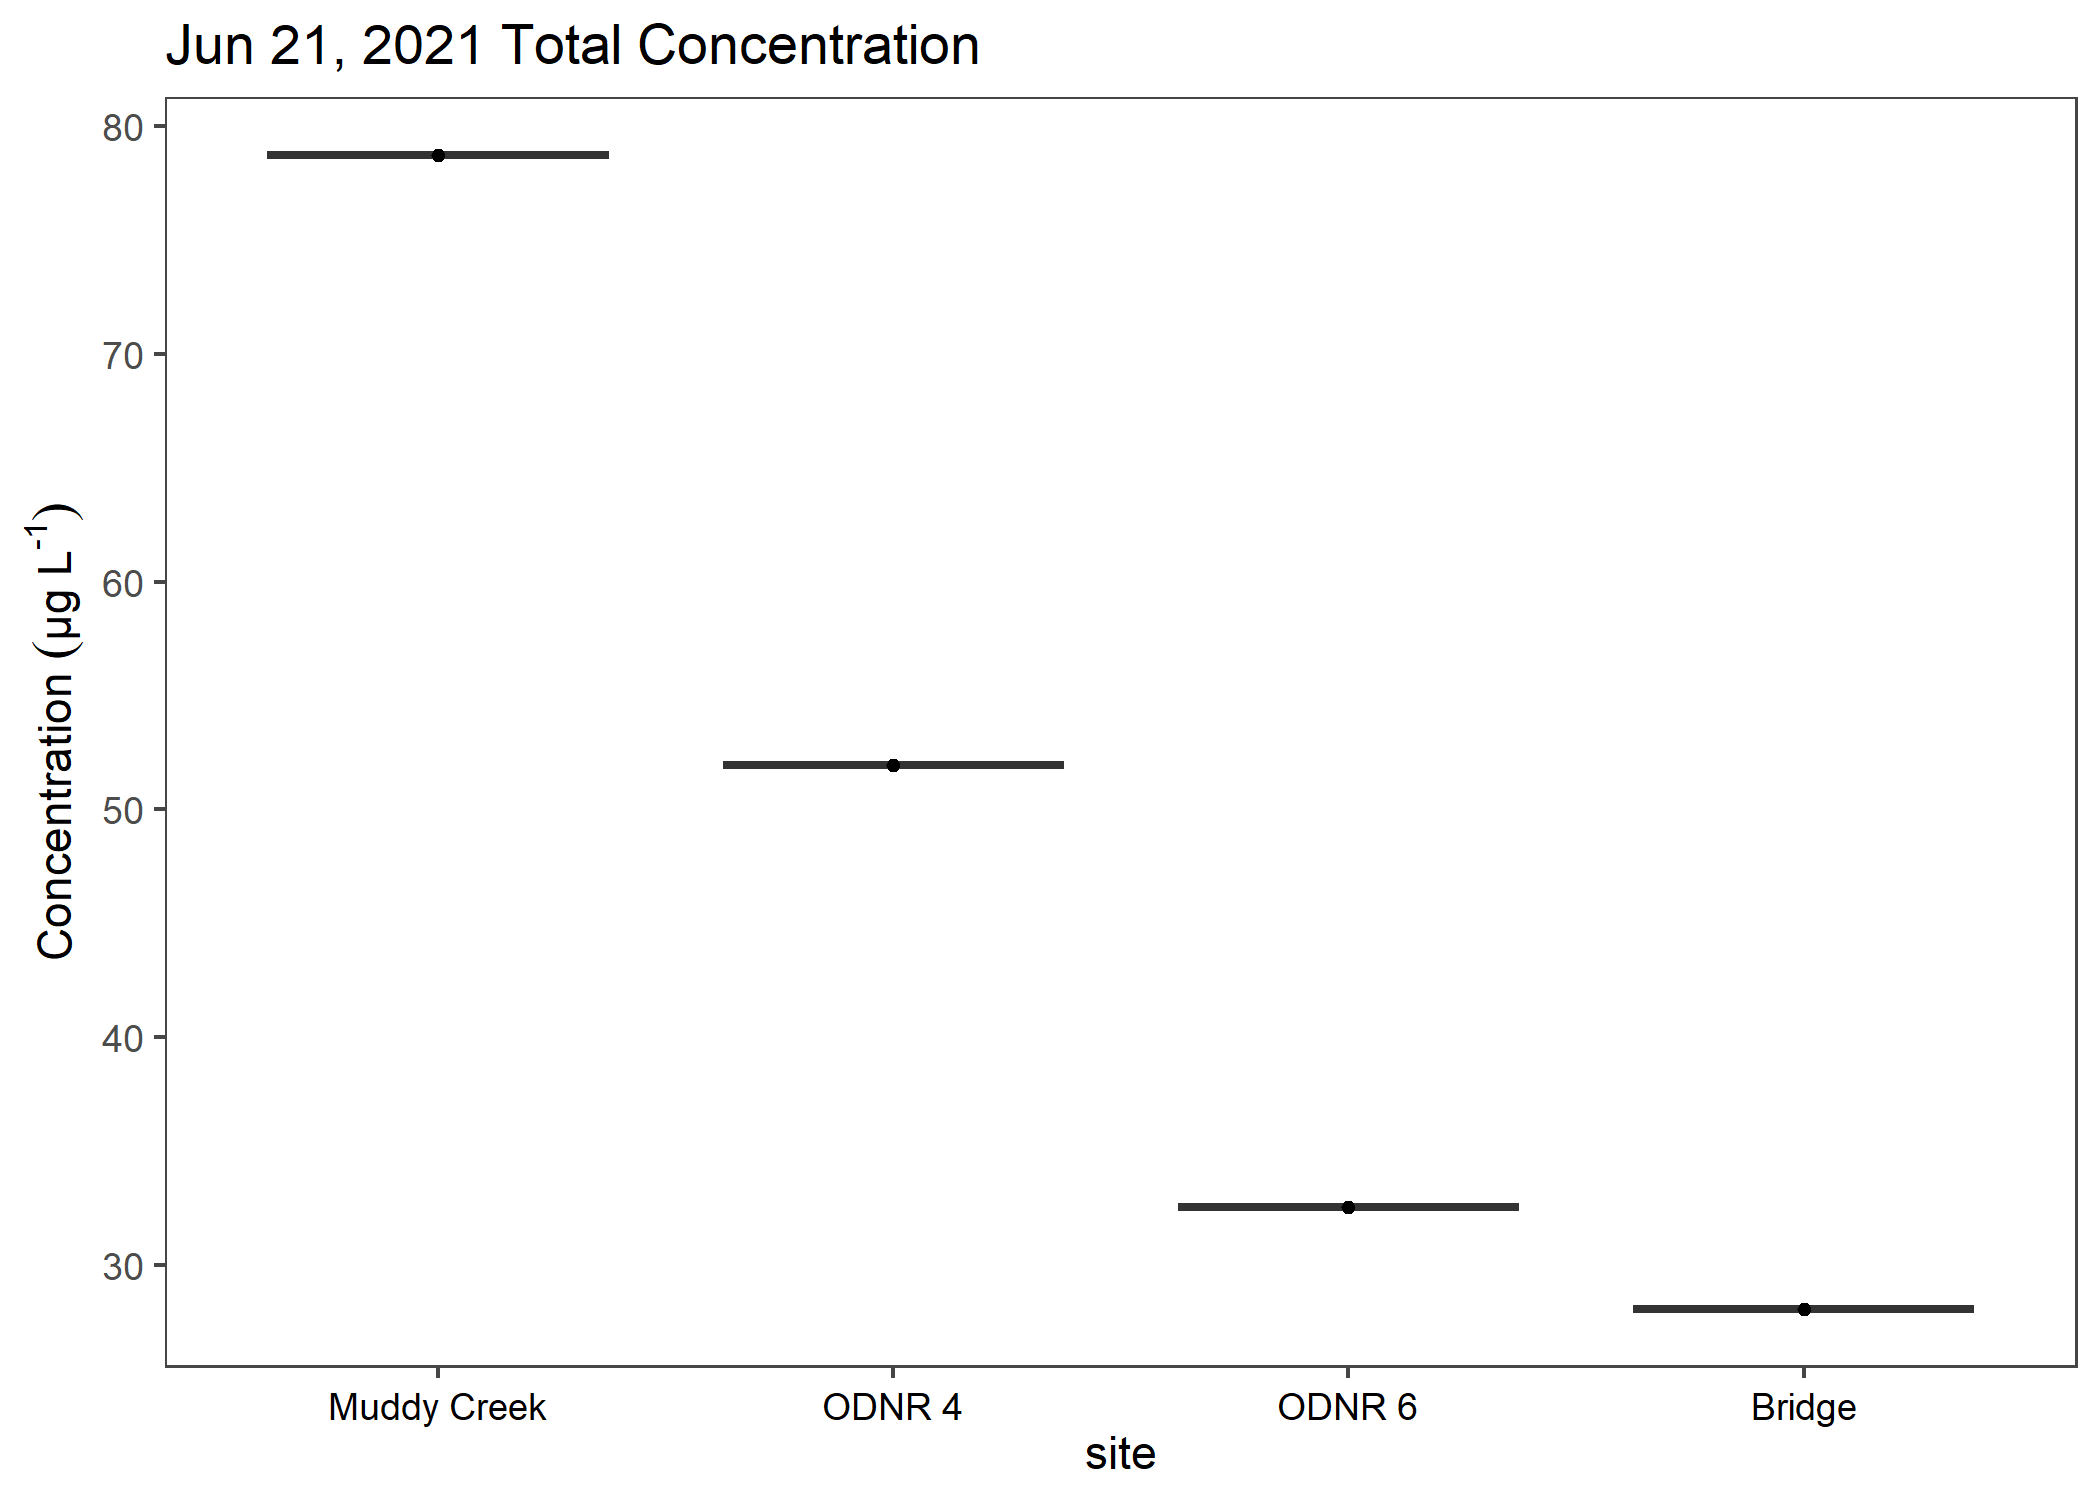 Jun 21, 2021 Total Concentration
80
70
60
50
40
30
Concentration (µg L⁻¹)
Muddy Creek
ODNR 4
ODNR 6
Bridge
site